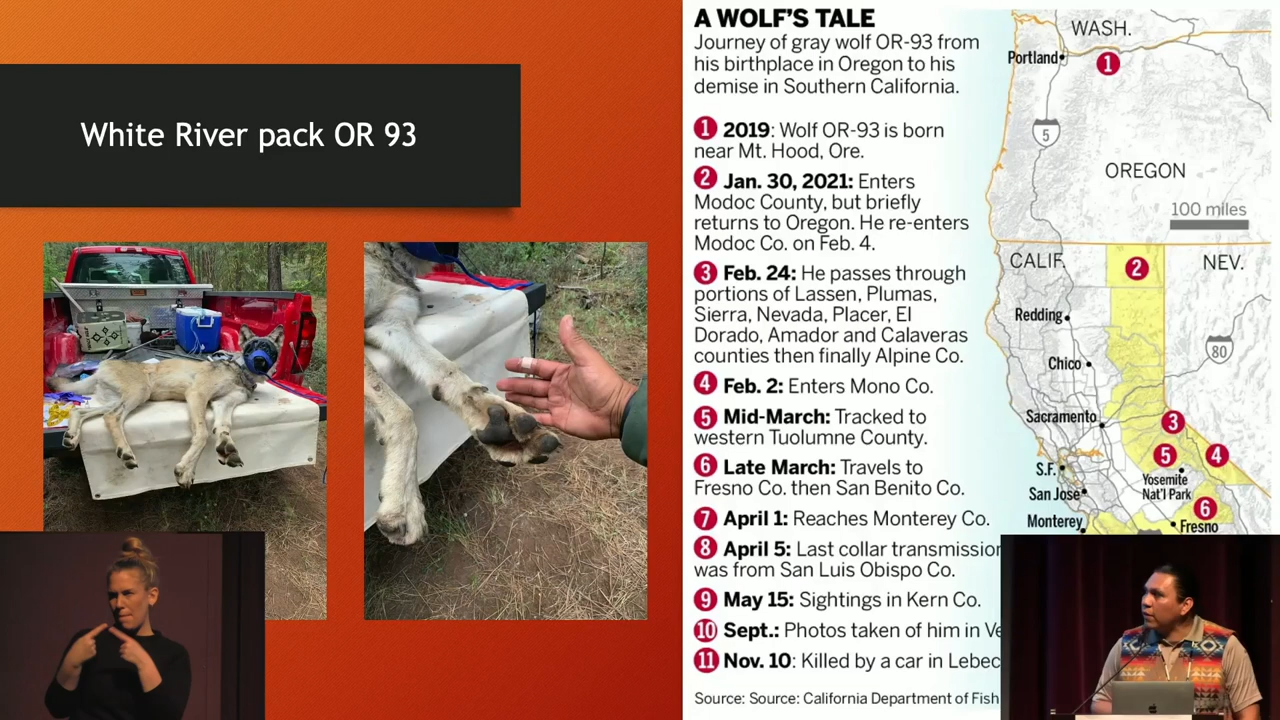 White River pack OR 93
A WOLF'S TALE
Journey of gray wolf OR-93 from
his birthplace in Oregon to his
demise in Southern California.
1 2019: Wolf OR-93 is born
near Mt. Hood, Ore.
2 Jan. 30, 2021: Enters
Modoc County, but briefly
returns to Oregon. He re-enters
Modoc Co. on Feb. 4.
3 Feb. 24: He passes through
portions of Lassen, Plumas,
Sierra, Nevada, Placer, El
Dorado, Amador and Calaveras
counties then finally Alpine Co.
4 Feb. 2: Enters Mono Co.
5 Mid-March: Tracked to
western Tuolumne County.
6 Late March: Travels to
Fresno Co. then San Benito Co.
7 April 1: Reaches Monterey Co.
8 April 5: Last collar transmission
was from San Luis Obispo Co.
9 May 15: Sightings in Kern Co.
10 Sept.: Photos taken of him in Ve
11 Nov. 10: Killed by a car in Lebec
Source: Source: California Department of Fish
WASH.
Portland
1
5
OREGON
100 miles
CALIF.
2
NEV.
Redding
80
Chico
Sacramento
3
5
4
S.F.
Yosemite
Nat'l Park
San Jose
6
Monterey
Fresno